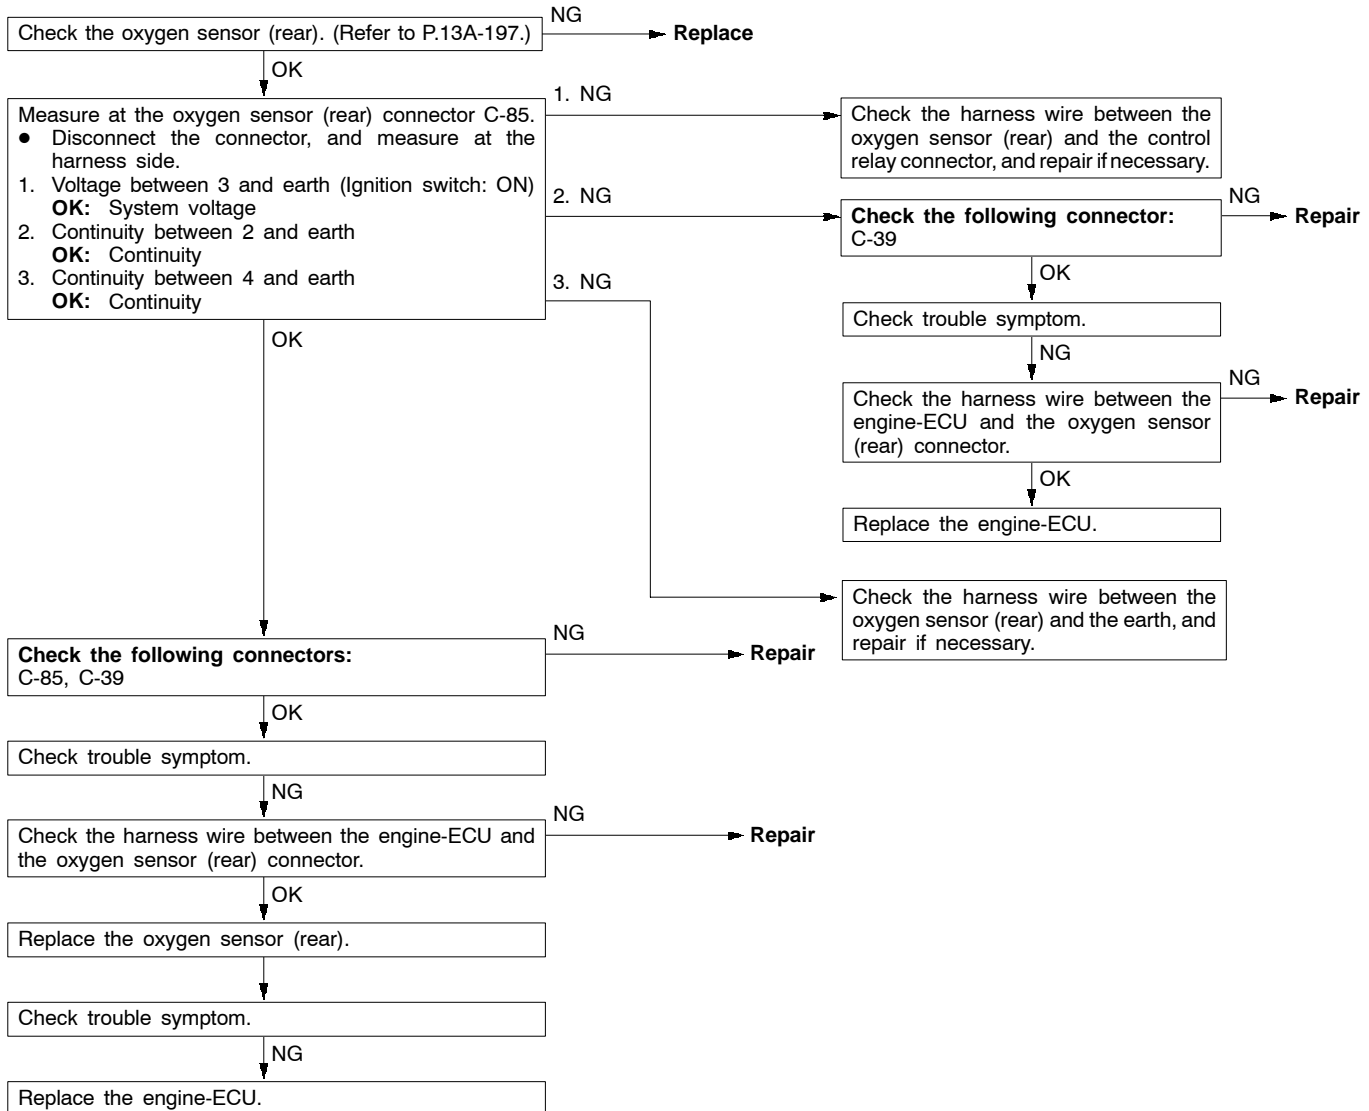 Check the oxygen sensor (rear). (Refer to P.13A-197.)
NG
Replace
OK
Measure at the oxygen sensor (rear) connector C-85.
● Disconnect the connector, and measure at the
harness side.
1. Voltage between 3 and earth (Ignition switch: ON)
OK: System voltage
2. Continuity between 2 and earth
OK: Continuity
3. Continuity between 4 and earth
OK: Continuity
1. NG
Check the harness wire between the
oxygen sensor (rear) and the control
relay connector, and repair if necessary.
2. NG
Check the following connector:
C-39
NG
Repair
OK
Check trouble symptom.
NG
Check the harness wire between the
engine-ECU and the oxygen sensor
(rear) connector.
NG
Repair
OK
Replace the engine-ECU.
3. NG
Check the harness wire between the
oxygen sensor (rear) and the earth, and
repair if necessary.
OK
Check the following connectors:
C-85, C-39
NG
Repair
OK
Check trouble symptom.
NG
Check the harness wire between the engine-ECU and
the oxygen sensor (rear) connector.
NG
Repair
OK
Replace the oxygen sensor (rear).
Check trouble symptom.
NG
Replace the engine-ECU.